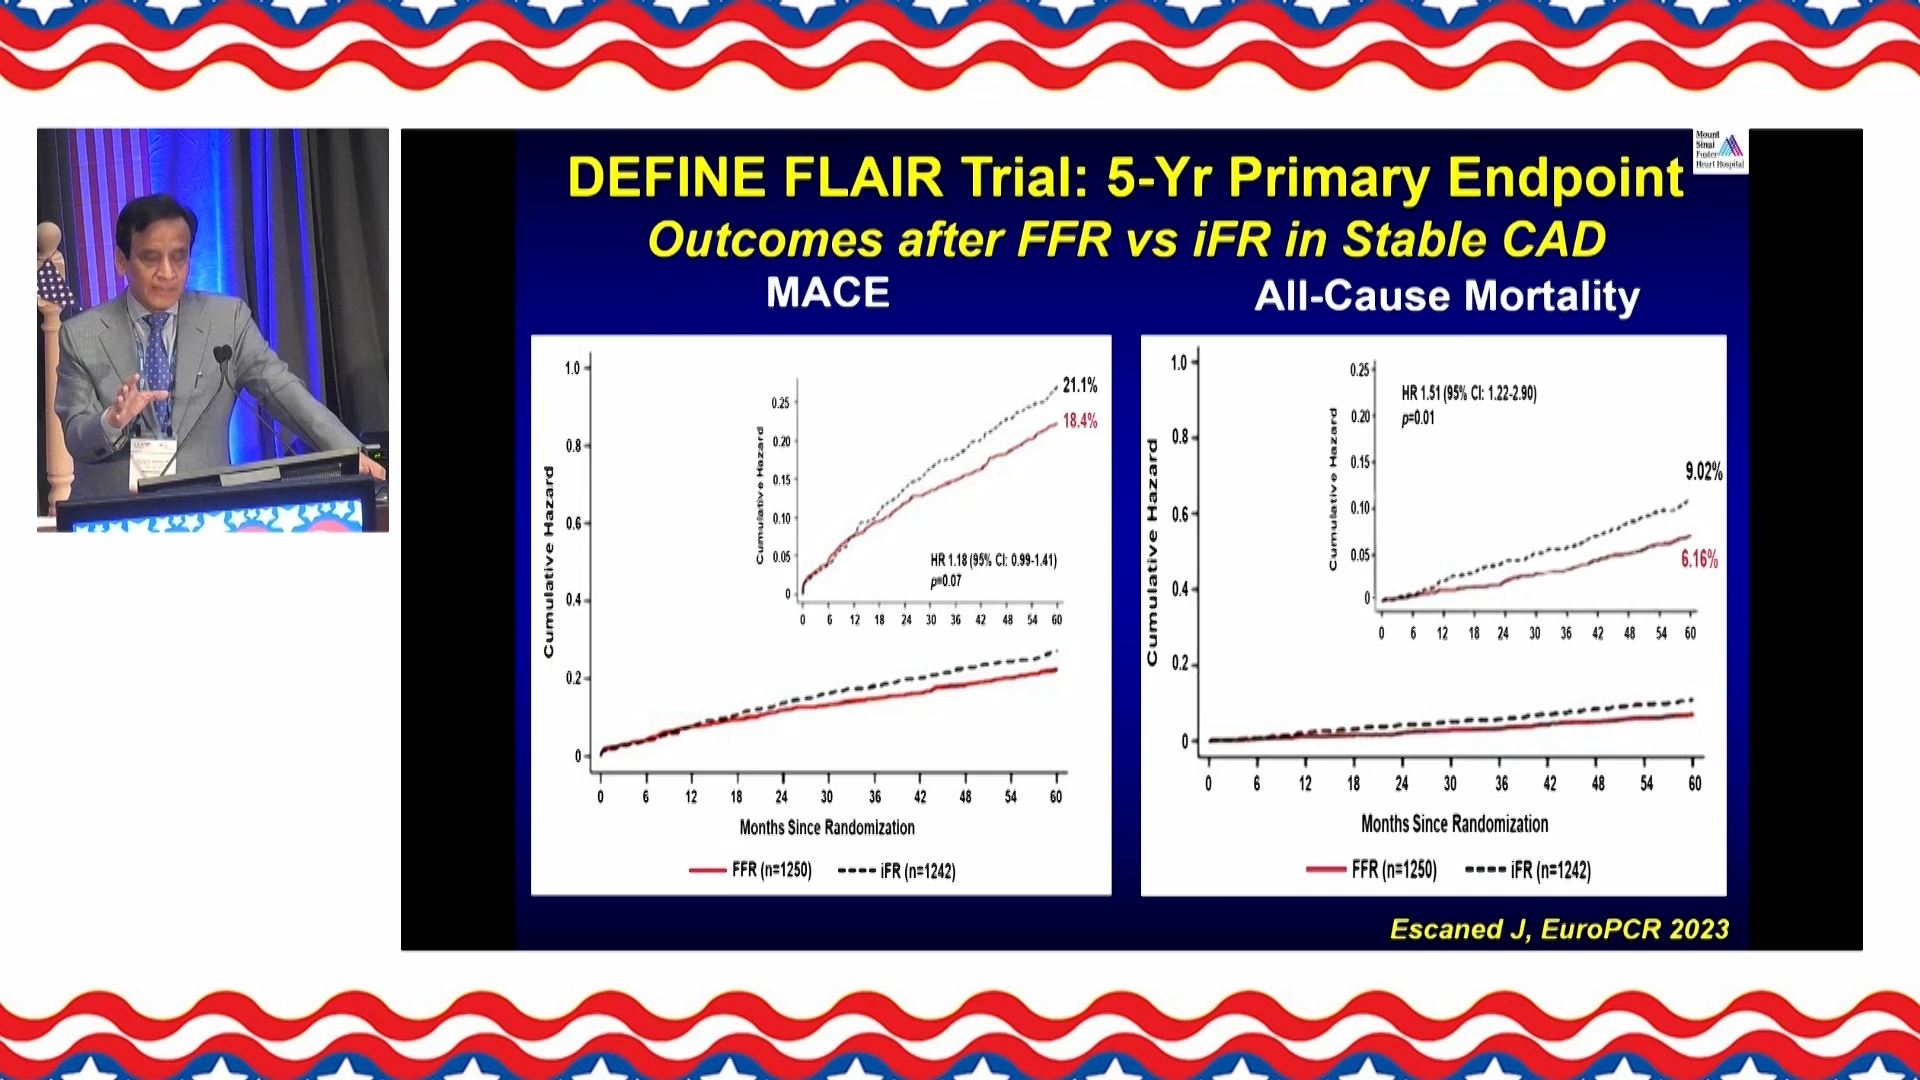 Mount
Sinai
Fuster
Heart Hospital
DEFINE FLAIR Trial: 5-Yr Primary Endpoint
Outcomes after FFR vs iFR in Stable CAD
MACE
1.0
0.8
0.6
0.4
0.2
0
Cumulative Hazard
0 6 12 18 24 30 36 42 48 54 60
Months Since Randomization
0.25
0.20
0.15
0.10
0.05
0
Cumulative Hazard
0 6 12 18 24 30 36 42 48 54 60
21.1%
18.4%
HR 1.18 (95% CI: 0.99-1.41)
p=0.07
FFR (n=1250) iFR (n=1242)
All-Cause Mortality
1.0
0.8
0.6
0.4
0.2
0
Cumulative Hazard
0 6 12 18 24 30 36 42 48 54 60
Months Since Randomization
0.25
0.20
0.15
0.10
0.05
0
Cumulative Hazard
0 6 12 18 24 30 36 42 48 54 60
HR 1.51 (95% CI: 1.22-2.90)
p=0.01
9.02%
6.16%
FFR (n=1250) iFR (n=1242)
Escaned J, EuroPCR 2023